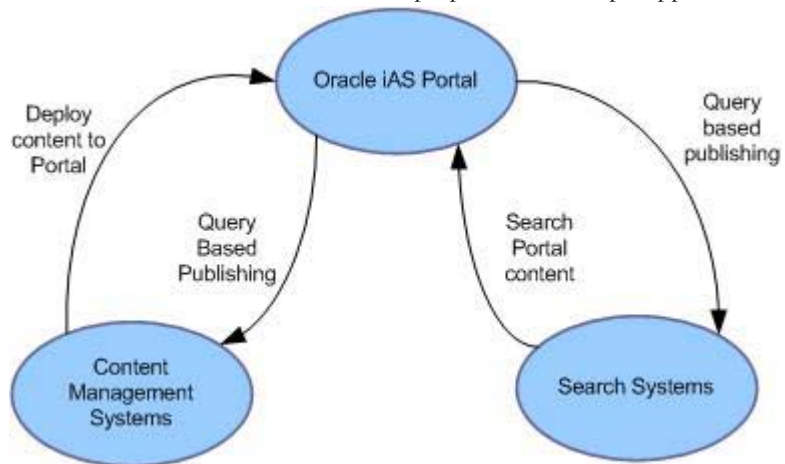 Oracle iAS Portal
Deploy
content to
Portal
Query
based
publishing
Query
Based
Publishing
Search
Portal
content
Content
Management
Systems
Search Systems